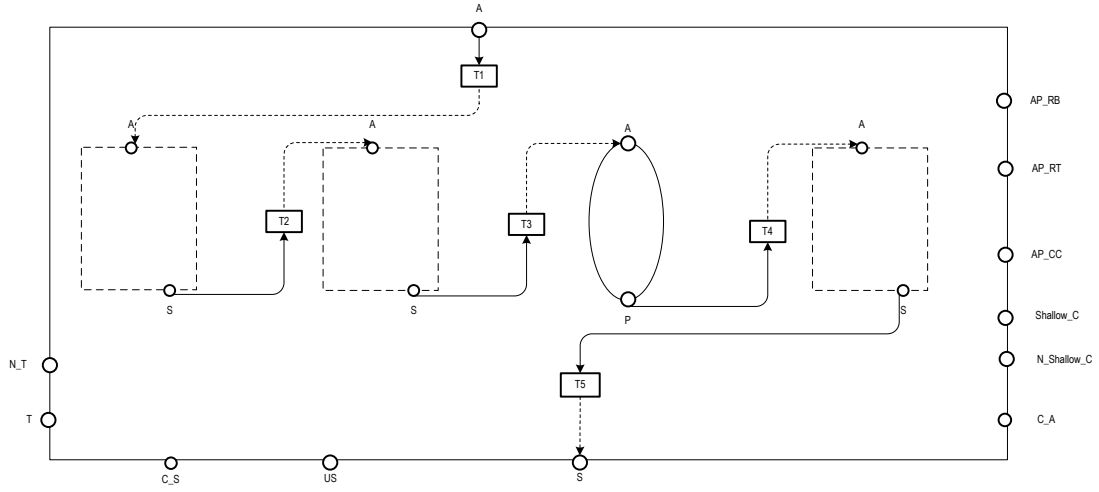 A
T1
AP_RB
A
A
A
A
AP_RT
T2
T3
T4
AP_CC
S
S
P
S
Shallow_C
N_T
N_Shallow_C
T5
T
C_A
C_S
US
S